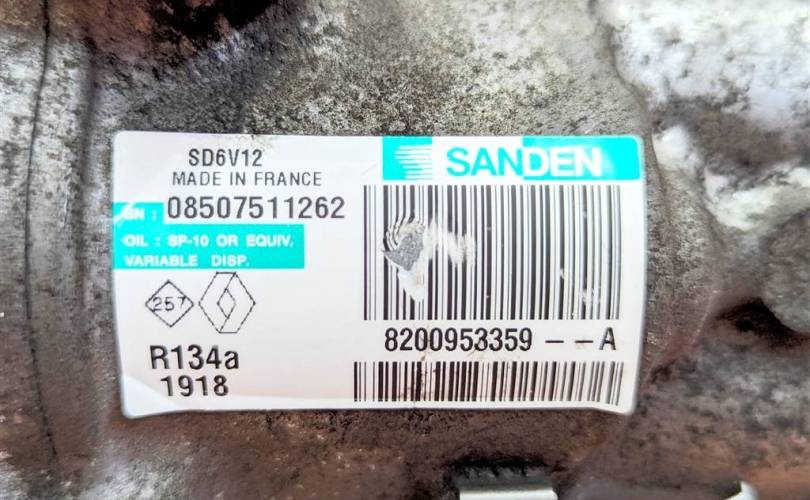 SD6V12
MADE IN FRANCE
SN : 08507511262
OIL : SP-10 OR EQUIV.
VARIABLE DISP.
257
R134a
1918
SANDEN
8200953359 -- A